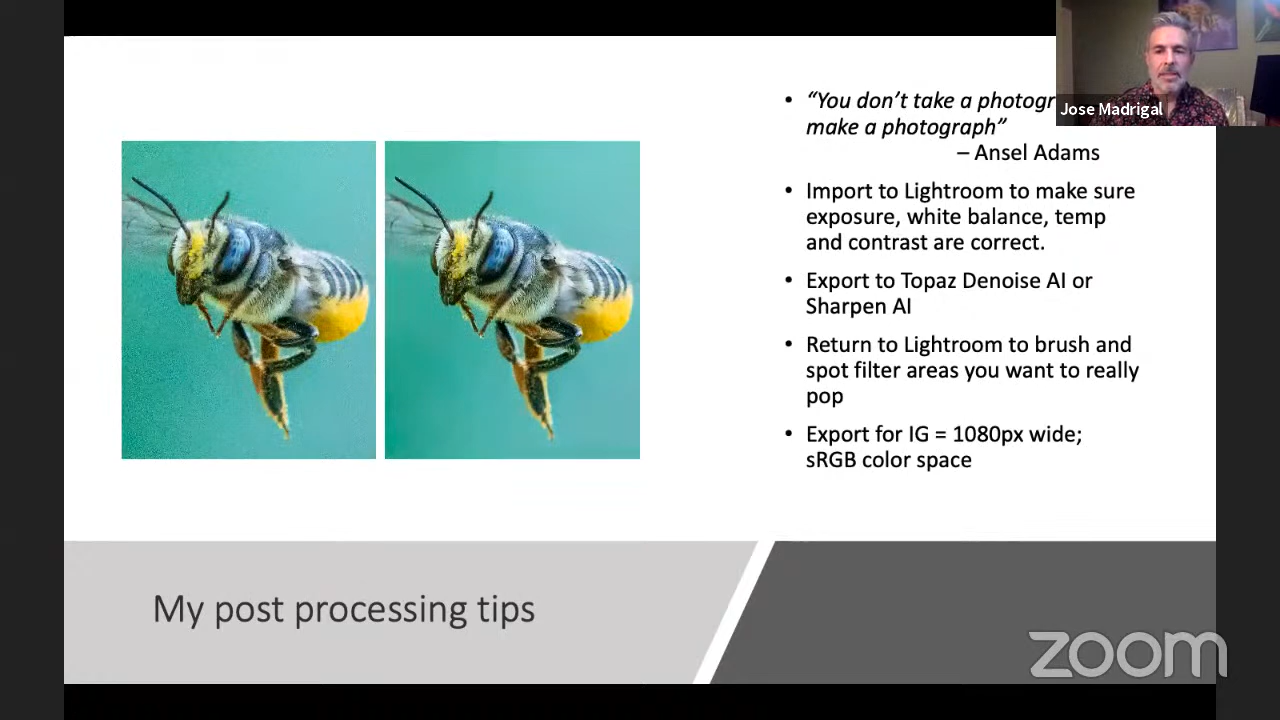 “You don’t take a photogr
make a photograph”
– Ansel Adams
Import to Lightroom to make sure
exposure, white balance, temp
and contrast are correct.
Export to Topaz Denoise AI or
Sharpen AI
Return to Lightroom to brush and
spot filter areas you want to really
pop
Export for IG = 1080px wide;
sRGB color space
Jose Madrigal
My post processing tips
zoom